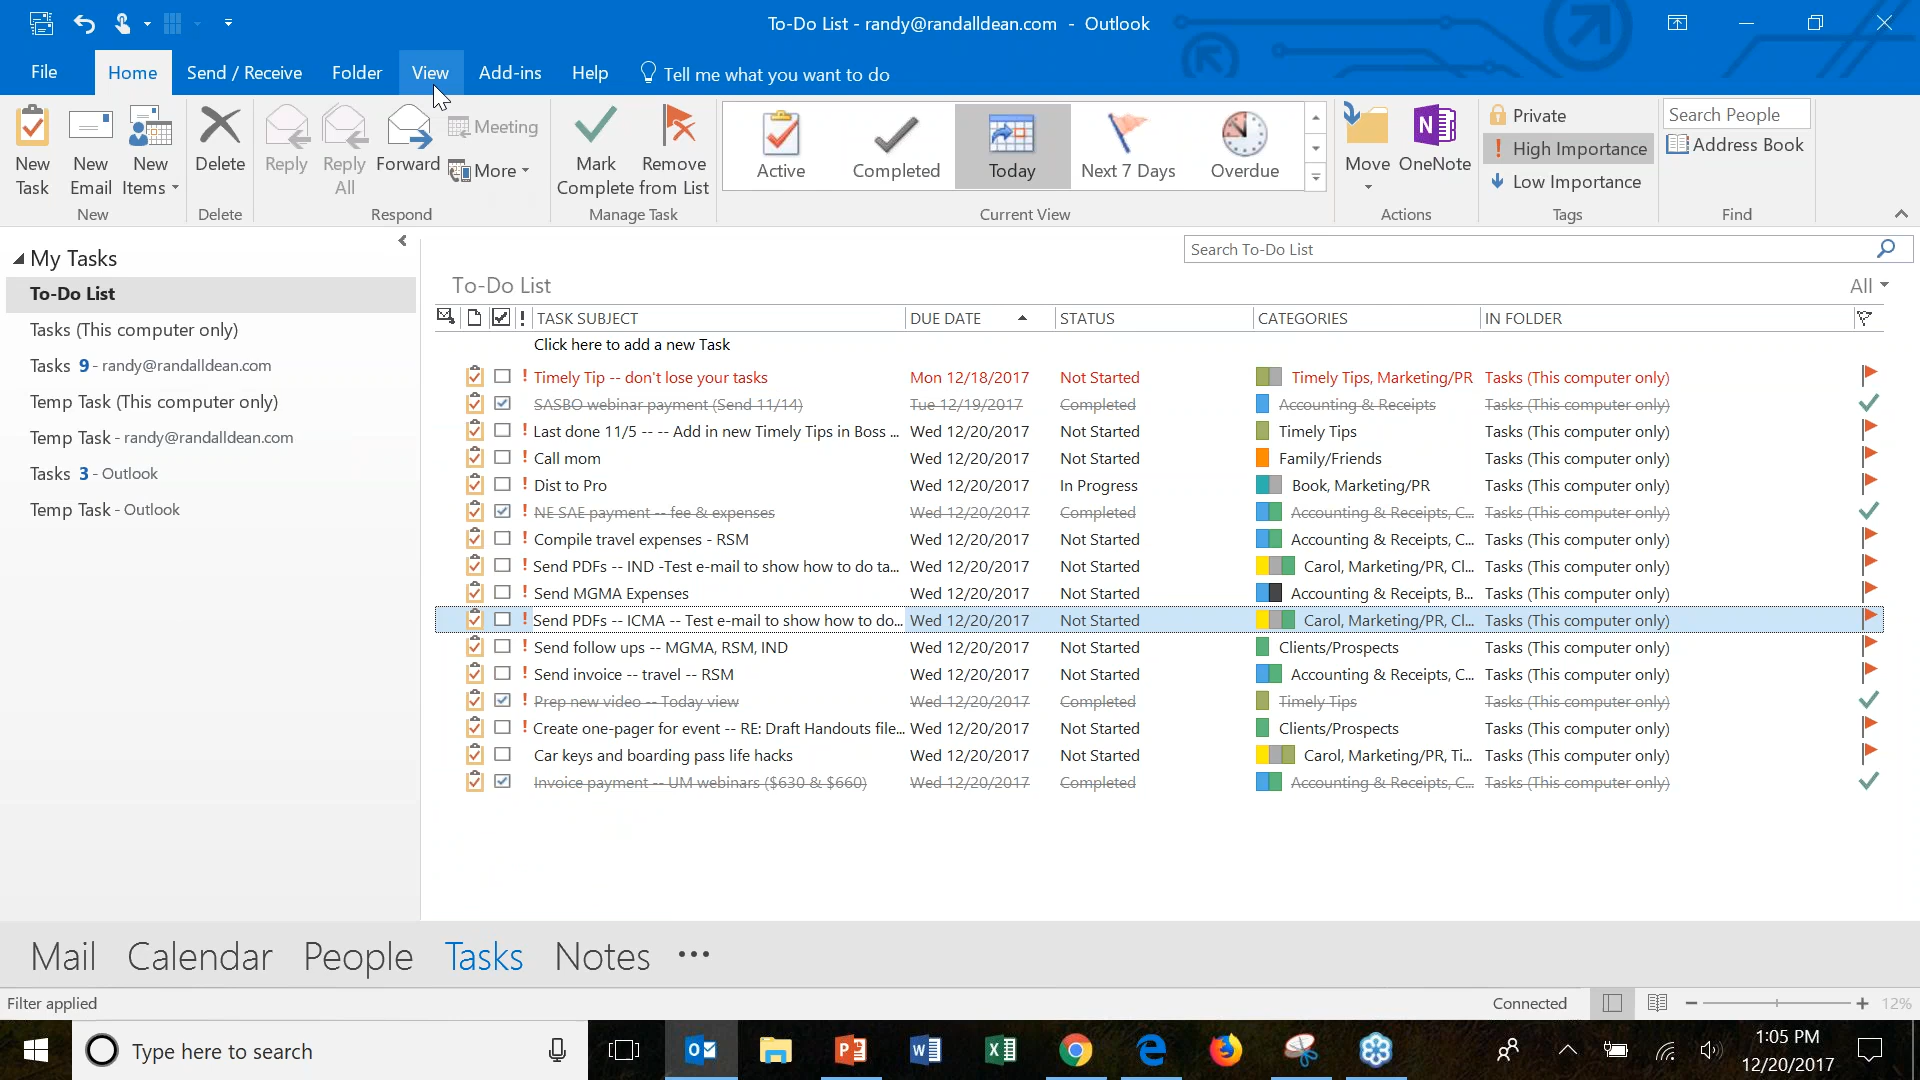 To-Do List - randy@randalldean.com - Outlook
File Home Send / Receive Folder View Add-ins Help Tell me what you want to do
New Task
New Email
New Items
New
Delete
Delete
Reply
Reply All
Forward
Meeting
More
Respond
Mark Complete
Remove from List
Manage Task
Active
Completed
Today
Next 7 Days
Overdue
Current View
Move
OneNote
Actions
Private
High Importance
Low Importance
Tags
Search People
Address Book
Find
My Tasks
To-Do List
Tasks (This computer only)
Tasks 9 - randy@randalldean.com
Temp Task (This computer only)
Temp Task - randy@randalldean.com
Tasks 3 - Outlook
Temp Task - Outlook
Search To-Do List
To-Do List All
! TASK SUBJECT DUE DATE STATUS CATEGORIES IN FOLDER
Click here to add a new Task
! Timely Tip -- don't lose your tasks Mon 12/18/2017 Not Started Timely Tips, Marketing/PR Tasks (This computer only)
SASBO webinar payment (Send 11/14) Tue 12/19/2017 Completed Accounting & Receipts Tasks (This computer only)
! Last done 11/5 -- -- Add in new Timely Tips in Boss ... Wed 12/20/2017 Not Started Timely Tips Tasks (This computer only)
! Call mom Wed 12/20/2017 Not Started Family/Friends Tasks (This computer only)
! Dist to Pro Wed 12/20/2017 In Progress Book, Marketing/PR Tasks (This computer only)
! NE SAE payment -- fee & expenses Wed 12/20/2017 Completed Accounting & Receipts, C... Tasks (This computer only)
! Compile travel expenses - RSM Wed 12/20/2017 Not Started Accounting & Receipts, C... Tasks (This computer only)
! Send PDFs -- IND -Test e-mail to show how to do ta... Wed 12/20/2017 Not Started Carol, Marketing/PR, Cl... Tasks (This computer only)
! Send MGMA Expenses Wed 12/20/2017 Not Started Accounting & Receipts, B... Tasks (This computer only)
! Send PDFs -- ICMA -- Test e-mail to show how to do... Wed 12/20/2017 Not Started Carol, Marketing/PR, Cl... Tasks (This computer only)
! Send follow ups -- MGMA, RSM, IND Wed 12/20/2017 Not Started Clients/Prospects Tasks (This computer only)
! Send invoice -- travel -- RSM Wed 12/20/2017 Not Started Accounting & Receipts, C... Tasks (This computer only)
! Prep new video -- Today view Wed 12/20/2017 Completed Timely Tips Tasks (This computer only)
! Create one-pager for event -- RE: Draft Handouts file... Wed 12/20/2017 Not Started Clients/Prospects Tasks (This computer only)
Car keys and boarding pass life hacks Wed 12/20/2017 Not Started Carol, Marketing/PR, Ti... Tasks (This computer only)
Invoice payment -- UM webinars ($630 & $660) Wed 12/20/2017 Completed Accounting & Receipts, C... Tasks (This computer only)
Mail Calendar People Tasks Notes •••
Filter applied Connected 12%
Type here to search
1:05 PM
12/20/2017